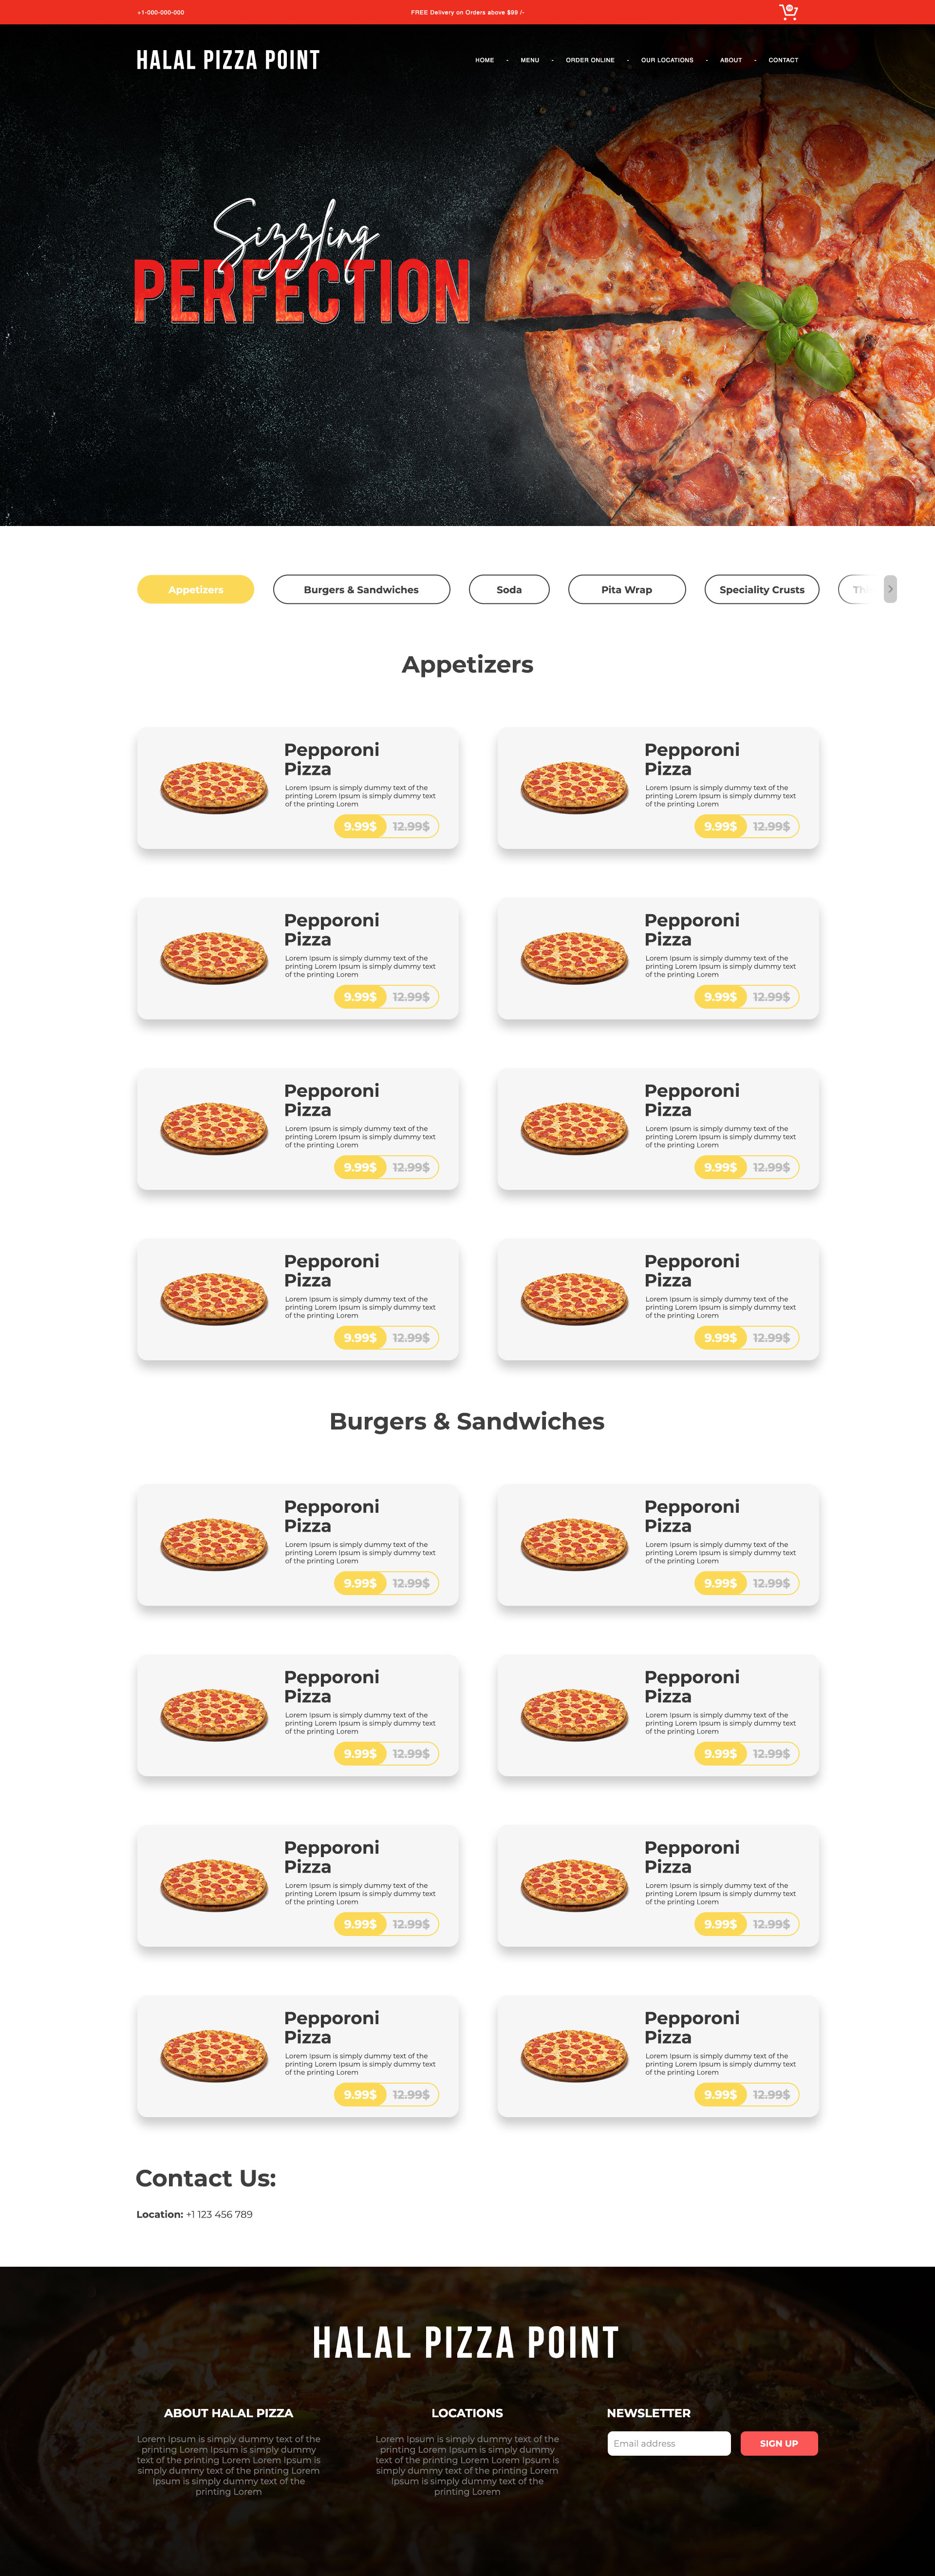 +1-000-000-000
FREE Delivery on Orders above $99 /-
HALAL PIZZA POINT
HOME - MENU - ORDER ONLINE - OUR LOCATIONS - ABOUT - CONTACT
Sizzling
PERFECTION
Appetizers
Burgers & Sandwiches
Soda
Pita Wrap
Speciality Crusts
Appetizers
Pepporoni
Pizza
Lorem Ipsum is simply dummy text of the
printing Lorem Ipsum is simply dummy text
of the printing Lorem
9.99$ 12.99$
Pepporoni
Pizza
Lorem Ipsum is simply dummy text of the
printing Lorem Ipsum is simply dummy text
of the printing Lorem
9.99$ 12.99$
Pepporoni
Pizza
Lorem Ipsum is simply dummy text of the
printing Lorem Ipsum is simply dummy text
of the printing Lorem
9.99$ 12.99$
Pepporoni
Pizza
Lorem Ipsum is simply dummy text of the
printing Lorem Ipsum is simply dummy text
of the printing Lorem
9.99$ 12.99$
Pepporoni
Pizza
Lorem Ipsum is simply dummy text of the
printing Lorem Ipsum is simply dummy text
of the printing Lorem
9.99$ 12.99$
Pepporoni
Pizza
Lorem Ipsum is simply dummy text of the
printing Lorem Ipsum is simply dummy text
of the printing Lorem
9.99$ 12.99$
Pepporoni
Pizza
Lorem Ipsum is simply dummy text of the
printing Lorem Ipsum is simply dummy text
of the printing Lorem
9.99$ 12.99$
Pepporoni
Pizza
Lorem Ipsum is simply dummy text of the
printing Lorem Ipsum is simply dummy text
of the printing Lorem
9.99$ 12.99$
Burgers & Sandwiches
Pepporoni
Pizza
Lorem Ipsum is simply dummy text of the
printing Lorem Ipsum is simply dummy text
of the printing Lorem
9.99$ 12.99$
Pepporoni
Pizza
Lorem Ipsum is simply dummy text of the
printing Lorem Ipsum is simply dummy text
of the printing Lorem
9.99$ 12.99$
Pepporoni
Pizza
Lorem Ipsum is simply dummy text of the
printing Lorem Ipsum is simply dummy text
of the printing Lorem
9.99$ 12.99$
Pepporoni
Pizza
Lorem Ipsum is simply dummy text of the
printing Lorem Ipsum is simply dummy text
of the printing Lorem
9.99$ 12.99$
Pepporoni
Pizza
Lorem Ipsum is simply dummy text of the
printing Lorem Ipsum is simply dummy text
of the printing Lorem
9.99$ 12.99$
Pepporoni
Pizza
Lorem Ipsum is simply dummy text of the
printing Lorem Ipsum is simply dummy text
of the printing Lorem
9.99$ 12.99$
Pepporoni
Pizza
Lorem Ipsum is simply dummy text of the
printing Lorem Ipsum is simply dummy text
of the printing Lorem
9.99$ 12.99$
Pepporoni
Pizza
Lorem Ipsum is simply dummy text of the
printing Lorem Ipsum is simply dummy text
of the printing Lorem
9.99$ 12.99$
Contact Us:
Location: +1 123 456 789
HALAL PIZZA POINT
ABOUT HALAL PIZZA
Lorem Ipsum is simply dummy text of the
printing Lorem Ipsum is simply dummy
text of the printing Lorem Lorem Ipsum is
simply dummy text of the printing Lorem
Ipsum is simply dummy text of the
printing Lorem
LOCATIONS
Lorem Ipsum is simply dummy text of the
printing Lorem Ipsum is simply dummy
text of the printing Lorem Lorem Ipsum is
simply dummy text of the printing Lorem
Ipsum is simply dummy text of the
printing Lorem
NEWSLETTER
Email address
SIGN UP